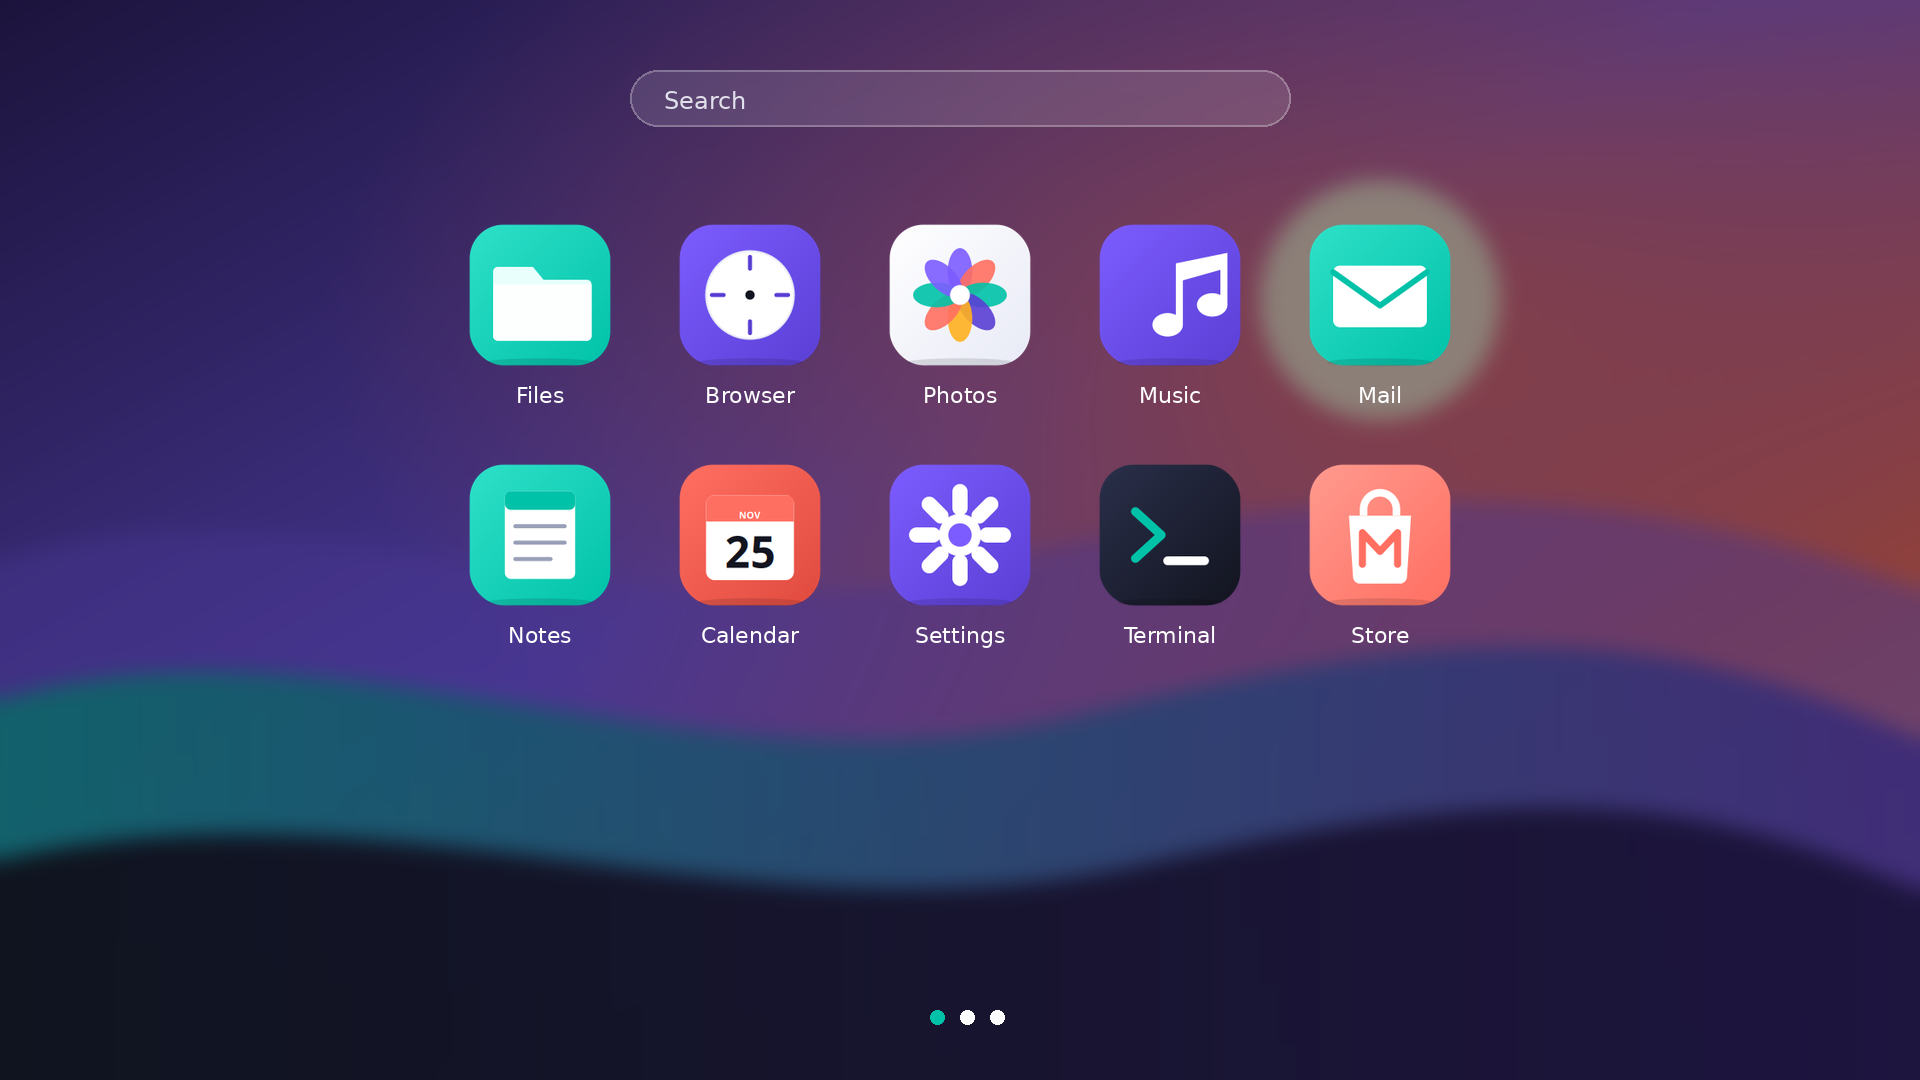 Search
Files
Browser
Photos
Music
Mail
Notes
NOV
25
Calendar
Settings
Terminal
M
Store